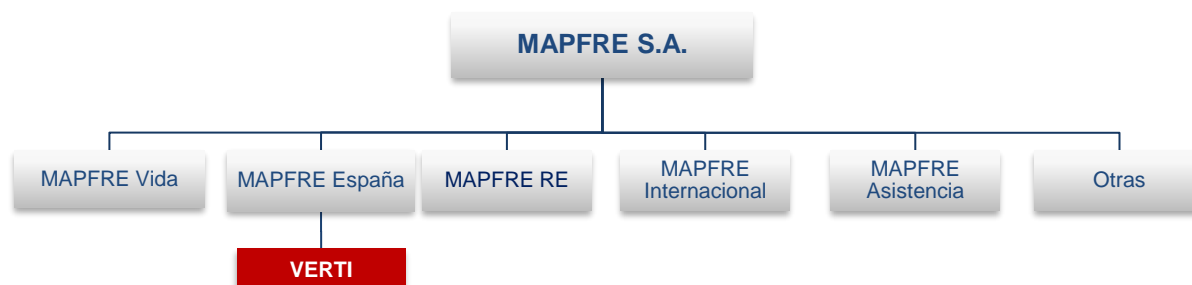 MAPFRE S.A.
MAPFRE Vida
MAPFRE España
MAPFRE RE
MAPFRE
Internacional
MAPFRE
Asistencia
Otras
VERTI